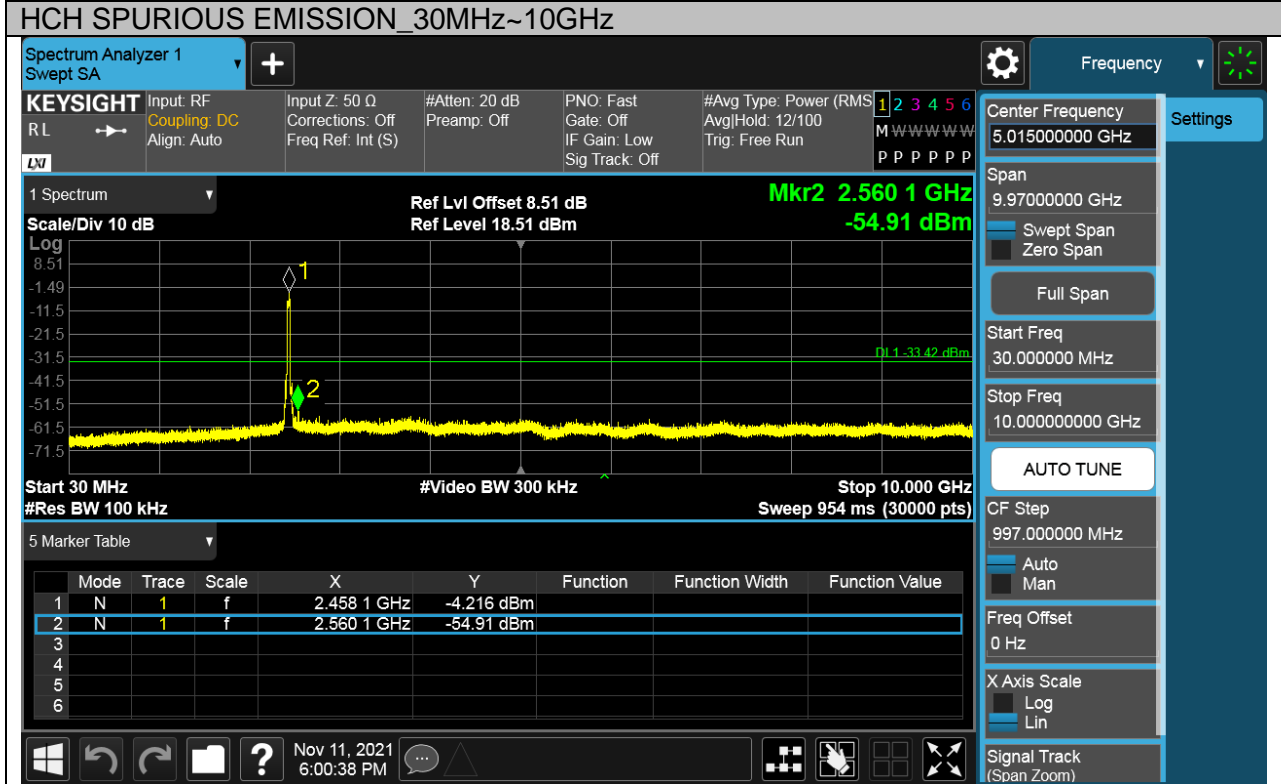 HCH SPURIOUS EMISSION_30MHz~10GHz
Spectrum Analyzer 1
Swept SA
+
Frequency
KEYSIGHT
RL
LXI
Input: RF
Coupling: DC
Align: Auto
Input Z: 50 Ω
Corrections: Off
Freq Ref: Int (S)
#Atten: 20 dB
Preamp: Off
PNO: Fast
Gate: Off
IF Gain: Low
Sig Track: Off
#Avg Type: Power (RMS
Avg|Hold: 12/100
Trig: Free Run
1 2 3 4 5 6
M W W W W W
P P P P P P
1 Spectrum
Scale/Div 10 dB
Ref Lvl Offset 8.51 dB
Ref Level 18.51 dBm
Mkr2 2.560 1 GHz
-54.91 dBm
Log
8.51
-1.49
-11.5
-21.5
-31.5
-41.5
-51.5
-61.5
-71.5
1
2
DL1 -33.42 dBm
Start 30 MHz
#Res BW 100 kHz
#Video BW 300 kHz
Stop 10.000 GHz
Sweep 954 ms (30000 pts)
5 Marker Table
Mode Trace Scale X Y Function Function Width Function Value
1 N 1 f 2.458 1 GHz -4.216 dBm
2 N 1 f 2.560 1 GHz -54.91 dBm
3
4
5
6
?
Nov 11, 2021
6:00:38 PM
Settings
Center Frequency
5.015000000 GHz
Span
9.97000000 GHz
Swept Span
Zero Span
Full Span
Start Freq
30.000000 MHz
Stop Freq
10.000000000 GHz
AUTO TUNE
CF Step
997.000000 MHz
Auto
Man
Freq Offset
0 Hz
X Axis Scale
Log
Lin
Signal Track
(Span Zoom)